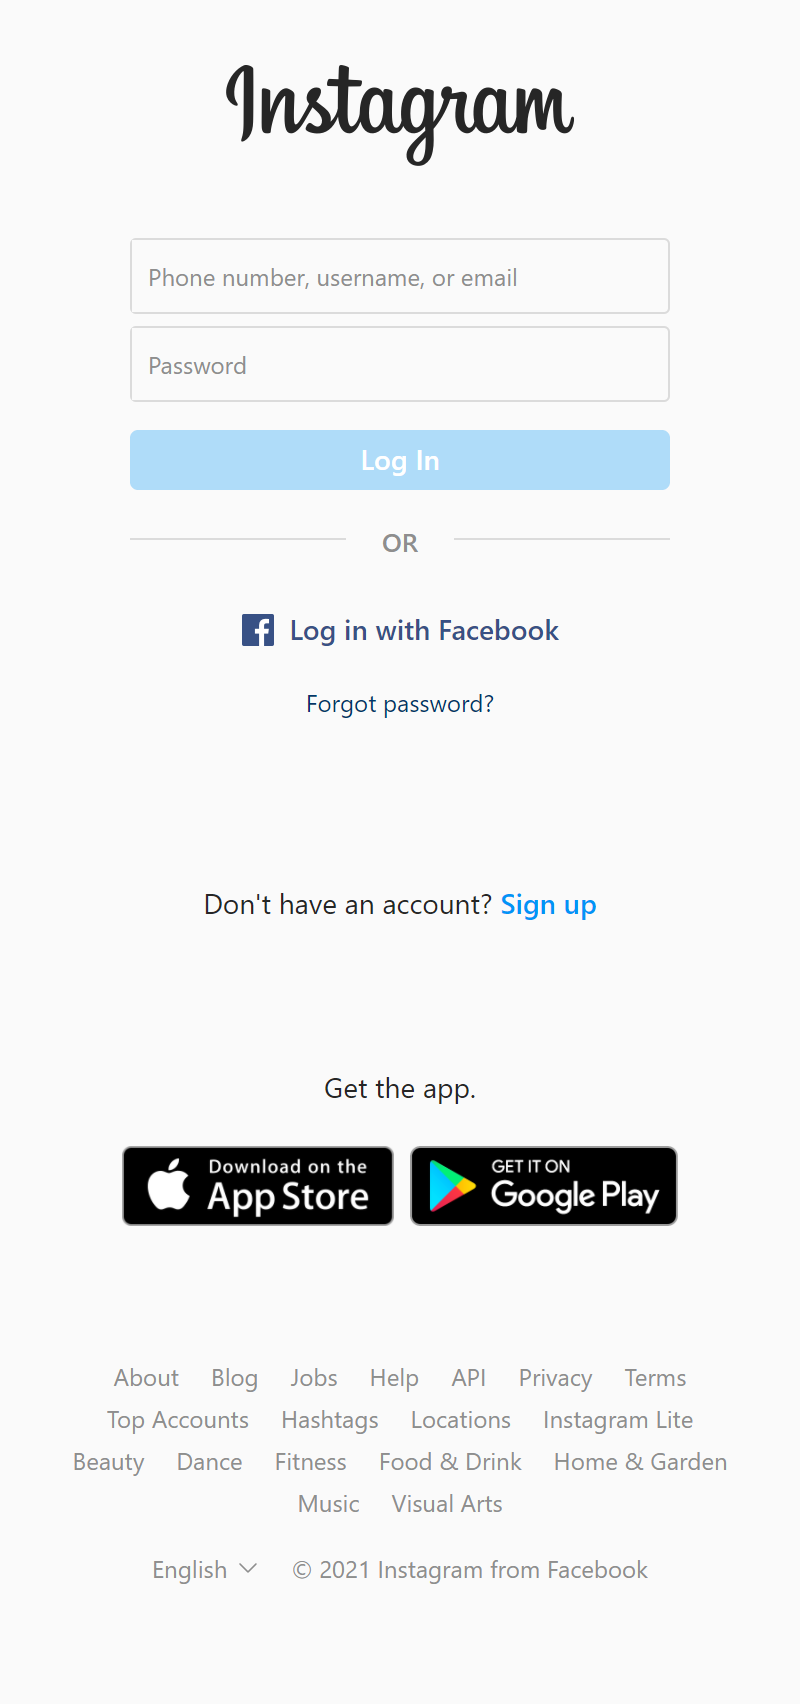 Instagram
Phone number, username, or email
Password
Log In
OR
Log in with Facebook
Forgot password?
Don't have an account? Sign up
Get the app.
Download on the
App Store
GET IT ON
Google Play
About Blog Jobs Help API Privacy Terms
Top Accounts Hashtags Locations Instagram Lite
Beauty Dance Fitness Food & Drink Home & Garden
Music Visual Arts
English © 2021 Instagram from Facebook